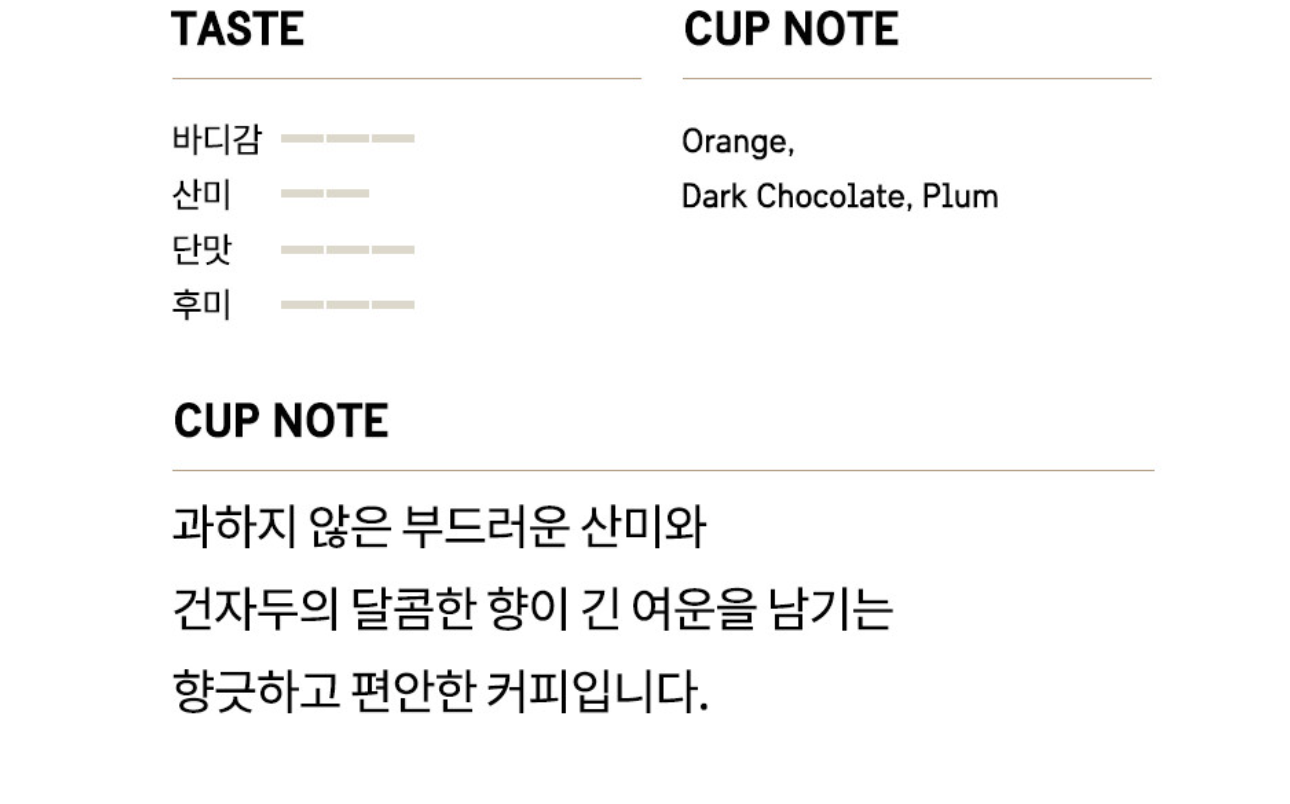 TASTE
바디감
산미
단맛
후미
CUP NOTE
Orange,
Dark Chocolate, Plum
CUP NOTE
과하지 않은 부드러운 산미와
건자두의 달콤한 향이 긴 여운을 남기는
향긋하고 편안한 커피입니다.